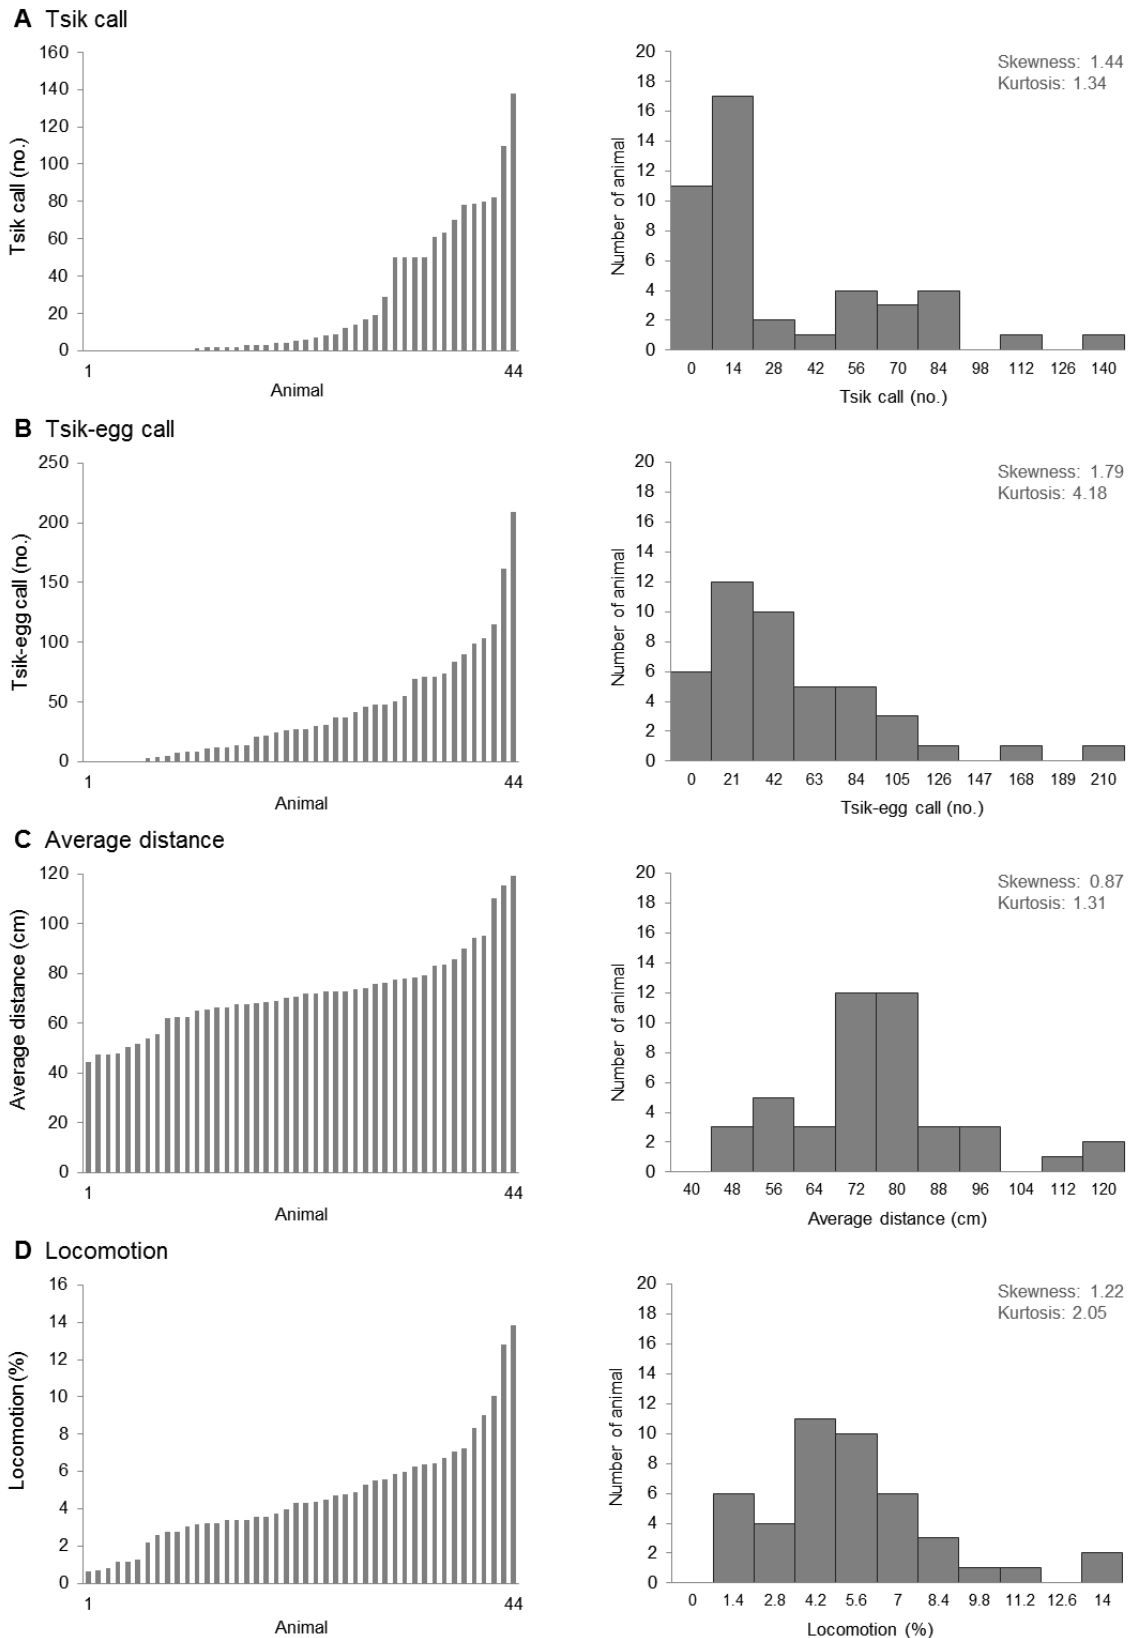 A Tsik call
160
140
120
100
80
60
40
20
0
Tsik call (no.)
1 44
Animal
20
18
16
14
12
10
8
6
4
2
0
Number of animal
Skewness: 1.44
Kurtosis: 1.34
0 14 28 42 56 70 84 98 112 126 140
Tsik call (no.)
B Tsik-egg call
250
200
150
100
50
0
Tsik-egg call (no.)
1 44
Animal
20
18
16
14
12
10
8
6
4
2
0
Number of animal
Skewness: 1.79
Kurtosis: 4.18
0 21 42 63 84 105 126 147 168 189 210
Tsik-egg call (no.)
C Average distance
120
100
80
60
40
20
0
Average distance (cm)
1 44
Animal
20
18
16
14
12
10
8
6
4
2
0
Number of animal
Skewness: 0.87
Kurtosis: 1.31
40 48 56 64 72 80 88 96 104 112 120
Average distance (cm)
D Locomotion
16
14
12
10
8
6
4
2
0
Locomotion (%)
1 44
Animal
20
18
16
14
12
10
8
6
4
2
0
Number of animal
Skewness: 1.22
Kurtosis: 2.05
0 1.4 2.8 4.2 5.6 7 8.4 9.8 11.2 12.6 14
Locomotion (%)